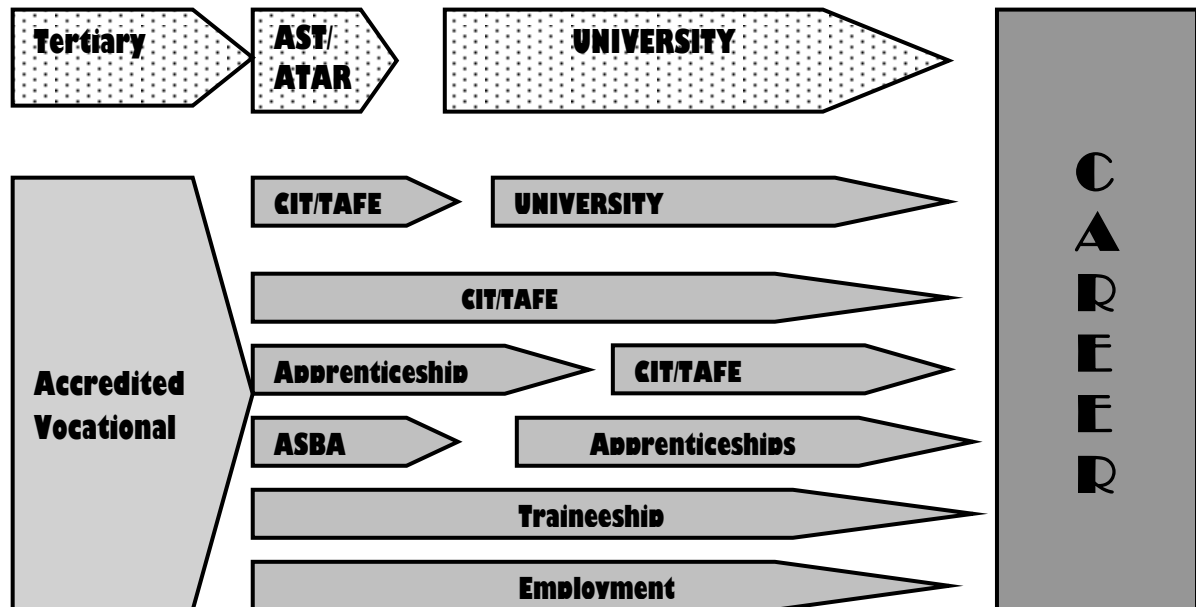 Tertiary
AST/
ATAR
UNIVERSITY
CIT/TAFE
UNIVERSITY
CIT/TAFE
Accredited
Vocational
Apprenticeship
CIT/TAFE
ASBA
Apprenticeships
Traineeship
Employment
C
A
R
E
E
R